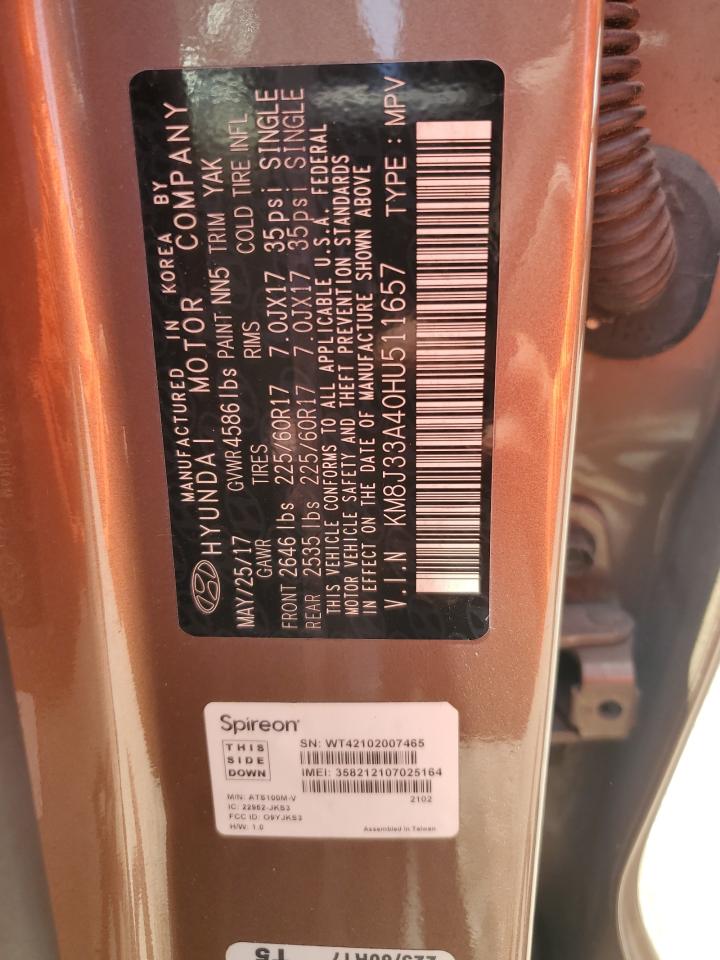 MANUFACTURED IN KOREA BY
HYUNDAI MOTOR COMPANY
MAY/25/17 GVWR 4586lbs PAINT NN5 TRIM YAK
GAWR TIRES RIMS COLD TIRE INFL
FRONT 2646 lbs 225/60R17 7.0JX17 35psi SINGLE
REAR 2535 lbs 225/60R17 7.0JX17 35psi SINGLE
THIS VEHICLE CONFORMS TO ALL APPLICABLE U.S.A. FEDERAL
MOTOR VEHICLE SAFETY AND THEFT PREVENTION STANDARDS
IN EFFECT ON THE DATE OF MANUFACTURE SHOWN ABOVE
V.I.N KM8J33A40HU511657 TYPE : MPV
Spireon
THIS
SIDE
DOWN
SN: WT42102007465
IMEI: 358212107025164
2102
M/N: ATS100M-V
IC: 22962-JKS3
FCC ID: O9YJKS3
H/W: 1.0
Assembled in Taiwan